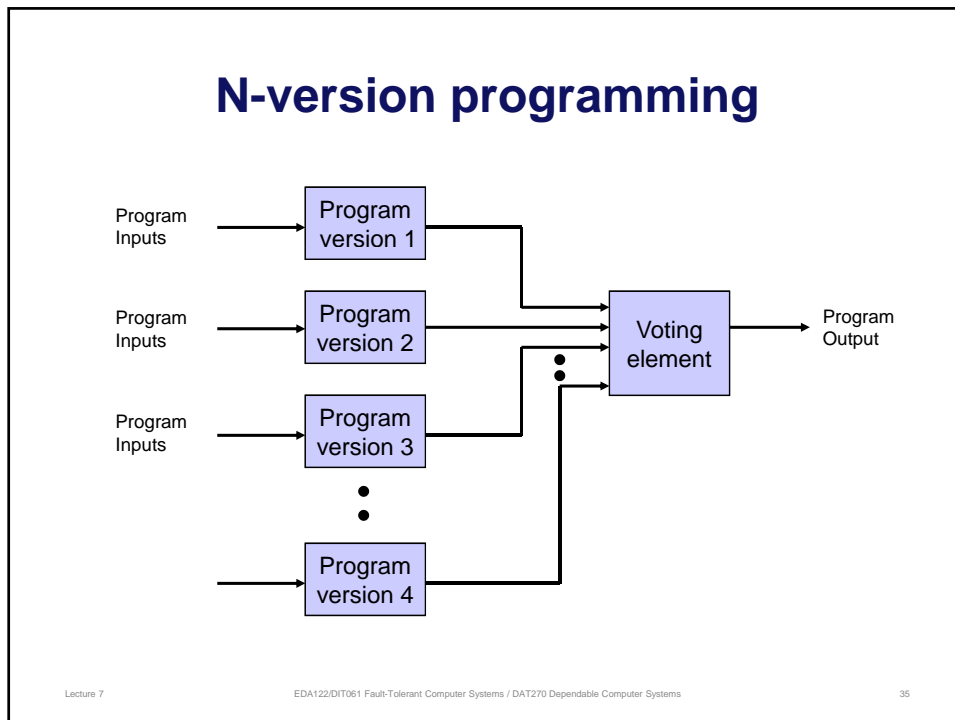 N-version programming
Program
Inputs
Program
version 1
Program
Inputs
Program
version 2
Voting
element
Program
Output
Program
Inputs
Program
version 3
Program
version 4
Lecture 7
EDA122/DIT061 Fault-Tolerant Computer Systems / DAT270 Dependable Computer Systems
35